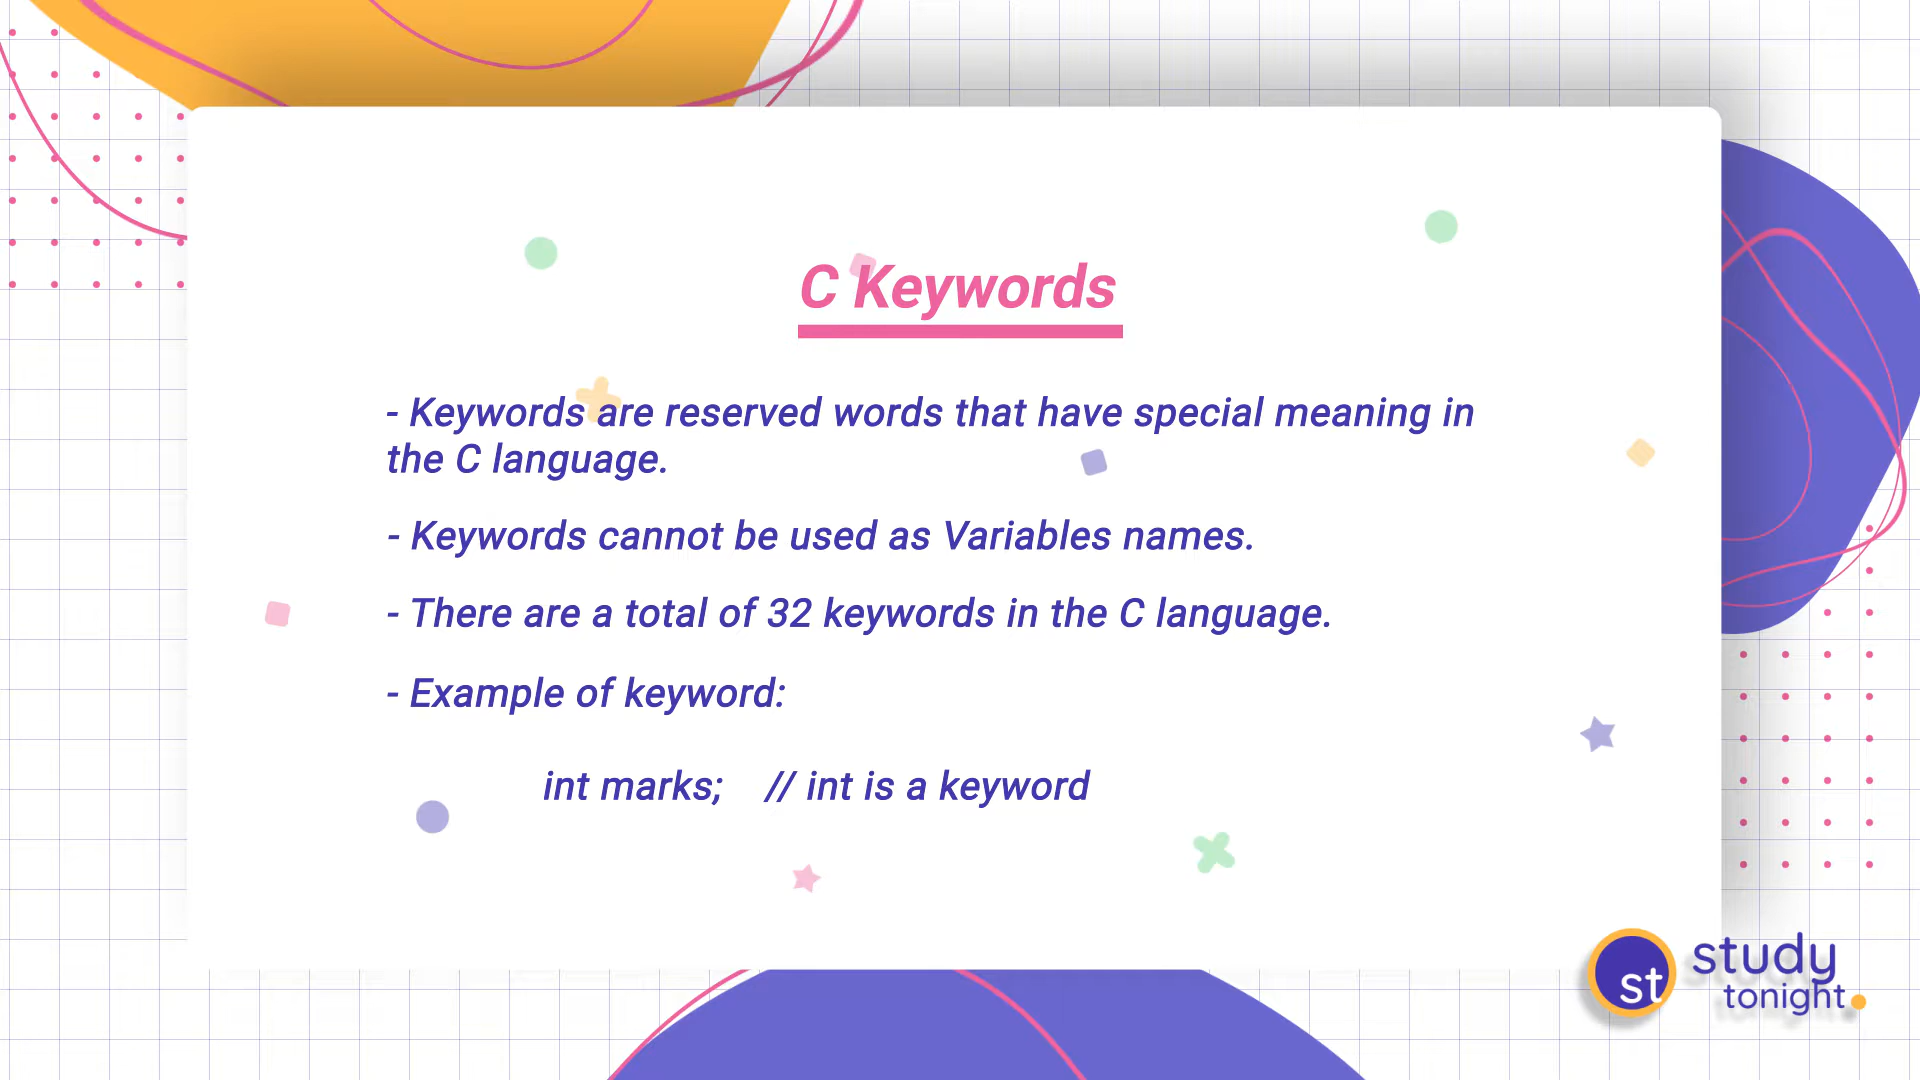 C Keywords
- Keywords are reserved words that have special meaning in
the C language.
- Keywords cannot be used as Variables names.
- There are a total of 32 keywords in the C language.
- Example of keyword:
int marks; // int is a keyword
st
study
tonight